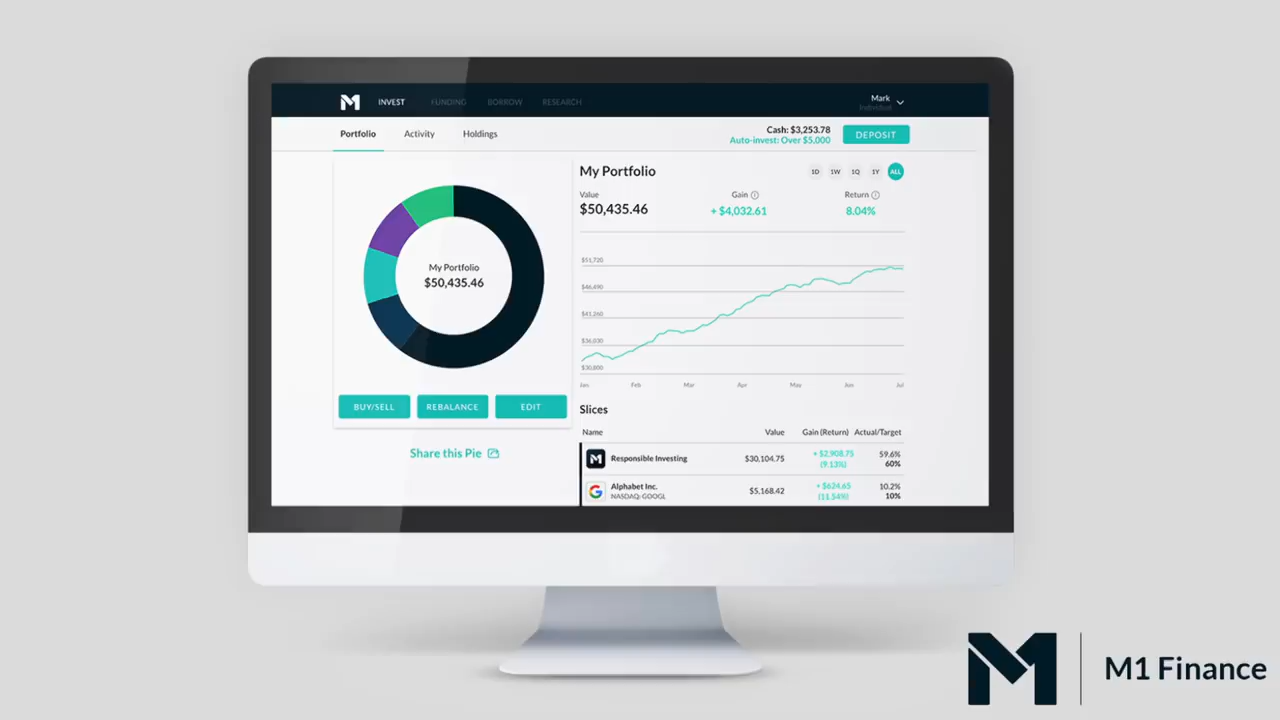 INVEST FUNDING BORROW RESEARCH
Mark
Individual
Portfolio Activity Holdings
Cash: $3,253.78
Auto-invest: Over $5,000
DEPOSIT
My Portfolio
1D 1W 1Q 1Y ALL
Value Gain Return
$50,435.46 + $4,032.61 8.04%
My Portfolio
$50,435.46
$51,720
$46,490
$41,260
$36,030
$30,800
Jan Feb Mar Apr May Jun Jul
BUY/SELL REBALANCE EDIT
Share this Pie
Slices
Name Value Gain (Return) Actual/Target
Responsible Investing $30,104.75 + $2,908.75 59.6%
(9.13%) 60%
Alphabet Inc. $5,168.42 + $624.65 10.2%
NASDAQ: GOOGL (11.54%) 10%
M1 Finance